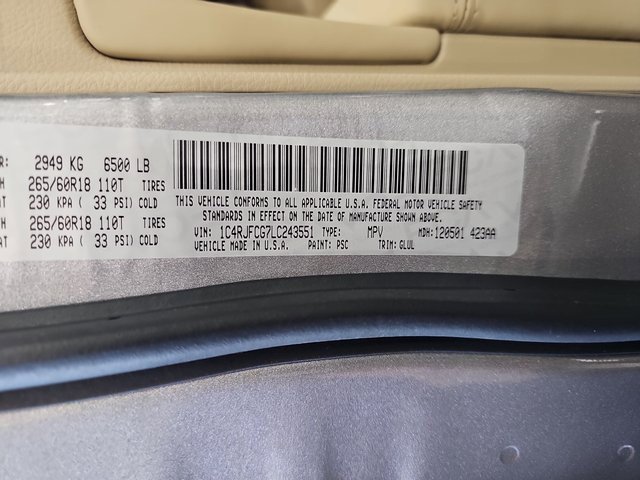 R: 2949 KG 6500 LB
H 265/60R18 110T TIRES
AT 230 KPA ( 33 PSI) COLD
H 265/60R18 110T TIRES
AT 230 KPA ( 33 PSI) COLD
THIS VEHICLE CONFORMS TO ALL APPLICABLE U.S.A. FEDERAL MOTOR VEHICLE SAFETY
STANDARDS IN EFFECT ON THE DATE OF MANUFACTURE SHOWN ABOVE.
VIN: 1C4RJFCG7LC243551 TYPE: MPV MDH:120501 423AA
VEHICLE MADE IN U.S.A. PAINT: PSC TRIM: GLUL